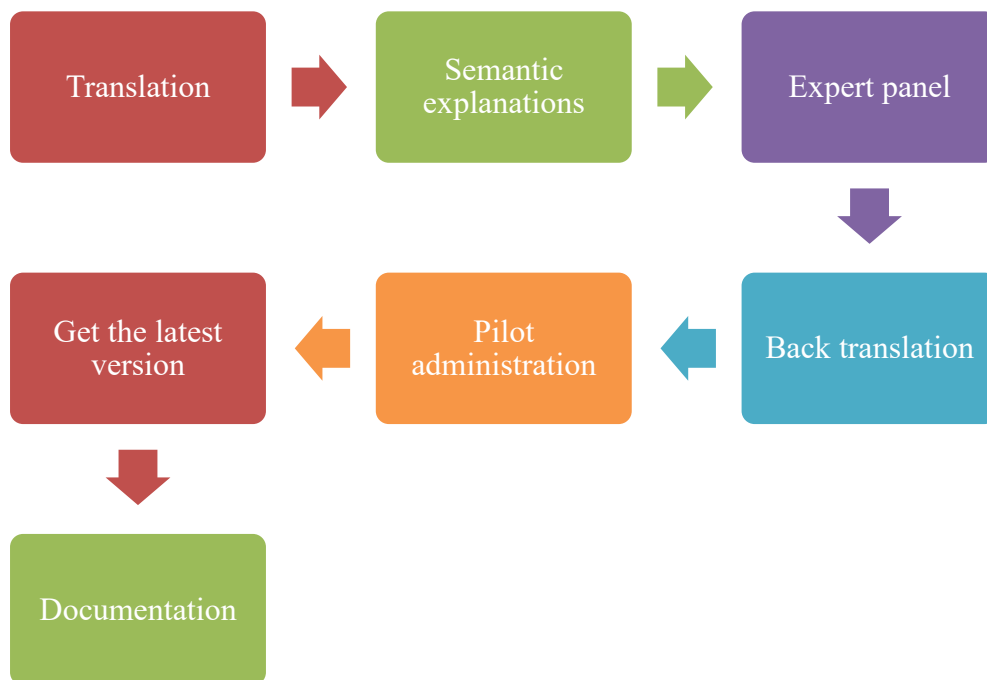 Translation
Semantic
explanations
Expert panel
Back translation
Pilot
administration
Get the latest
version
Documentation